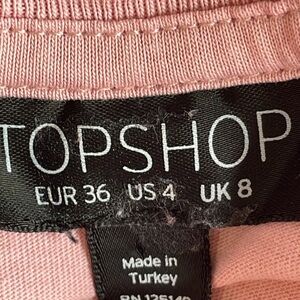 TOPSHOP
EUR 36 US 4 UK 8
Made in
Turkey